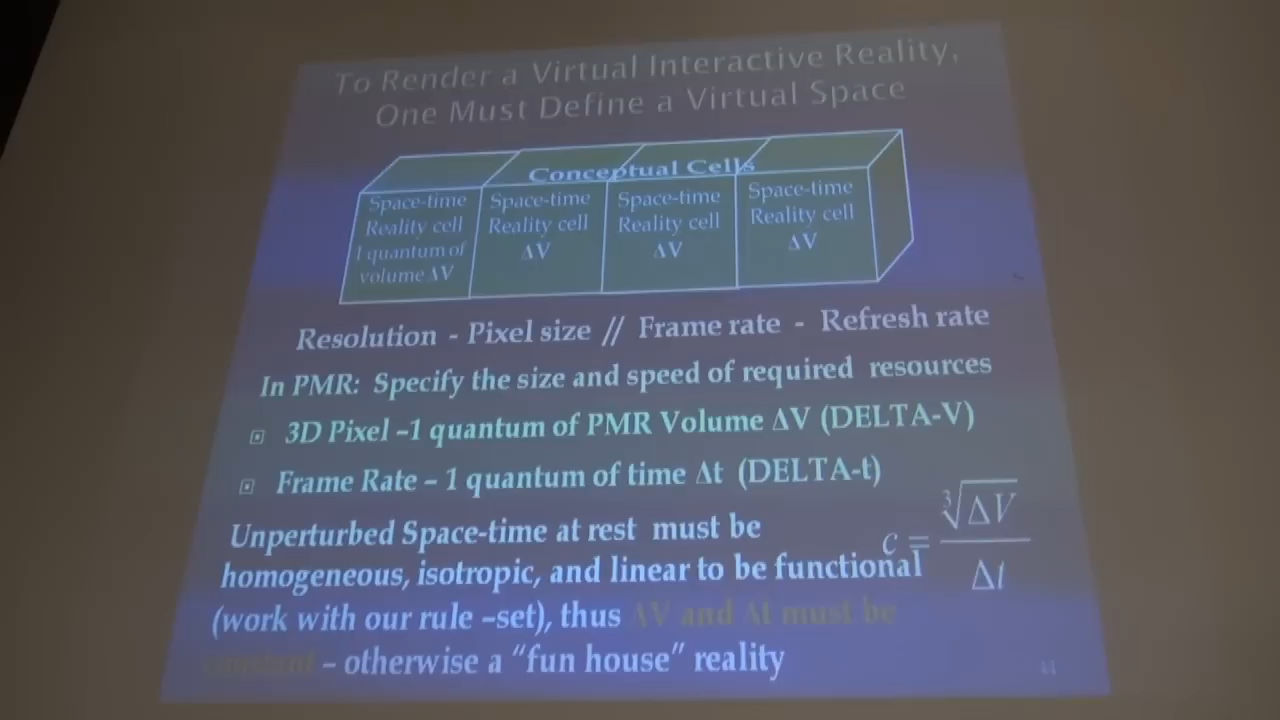 To Render a Virtual Interactive Reality,
One Must Define a Virtual Space
Conceptual Cells
Space-time Reality cell 1 quantum of volume ΔV
Space-time Reality cell ΔV
Space-time Reality cell ΔV
Space-time Reality cell ΔV
Resolution - Pixel size // Frame rate - Refresh rate
In PMR: Specify the size and speed of required resources
3D Pixel –1 quantum of PMR Volume ΔV (DELTA-V)
Frame Rate – 1 quantum of time Δt (DELTA-t)
Unperturbed Space-time at rest must be
homogeneous, isotropic, and linear to be functional
(work with our rule –set), thus ΔV and Δt must be
constant – otherwise a “fun house” reality
c = ∛ΔV / Δt